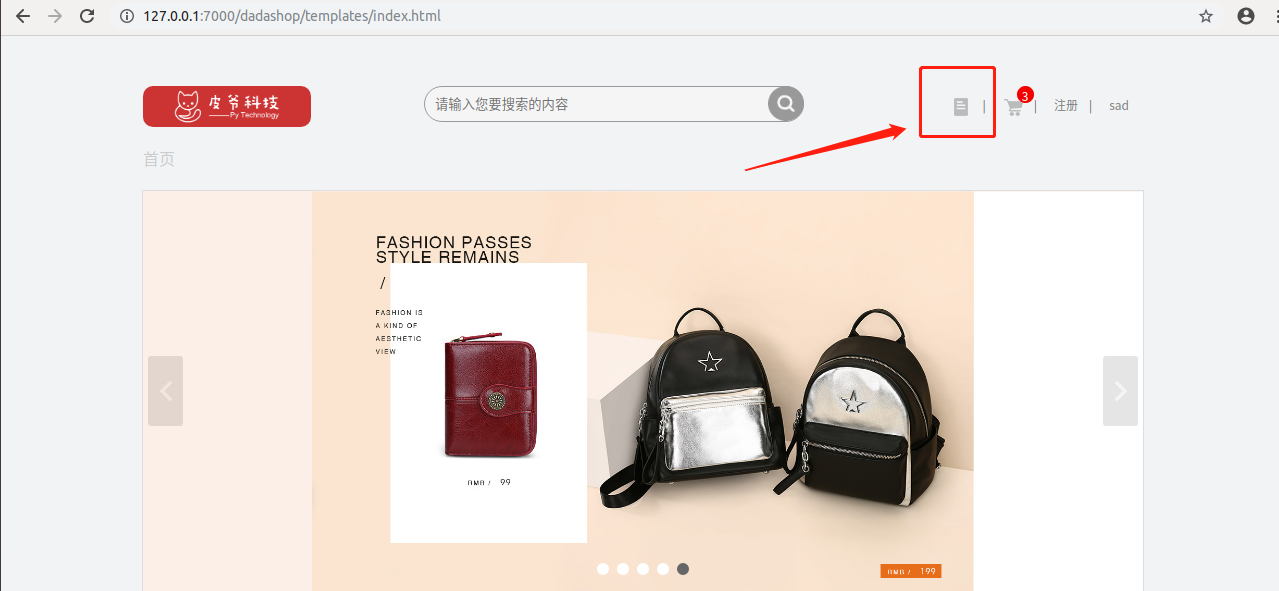 127.0.0.1:7000/dadashop/templates/index.html
皮爷科技
Py Technology
请输入您要搜索的内容
| 3 | 注册 | sad
首页
FASHION PASSES
STYLE REMAINS
/
FASHION IS
A KIND OF
AESTHETIC
VIEW
RMB / 99
RMB / 199